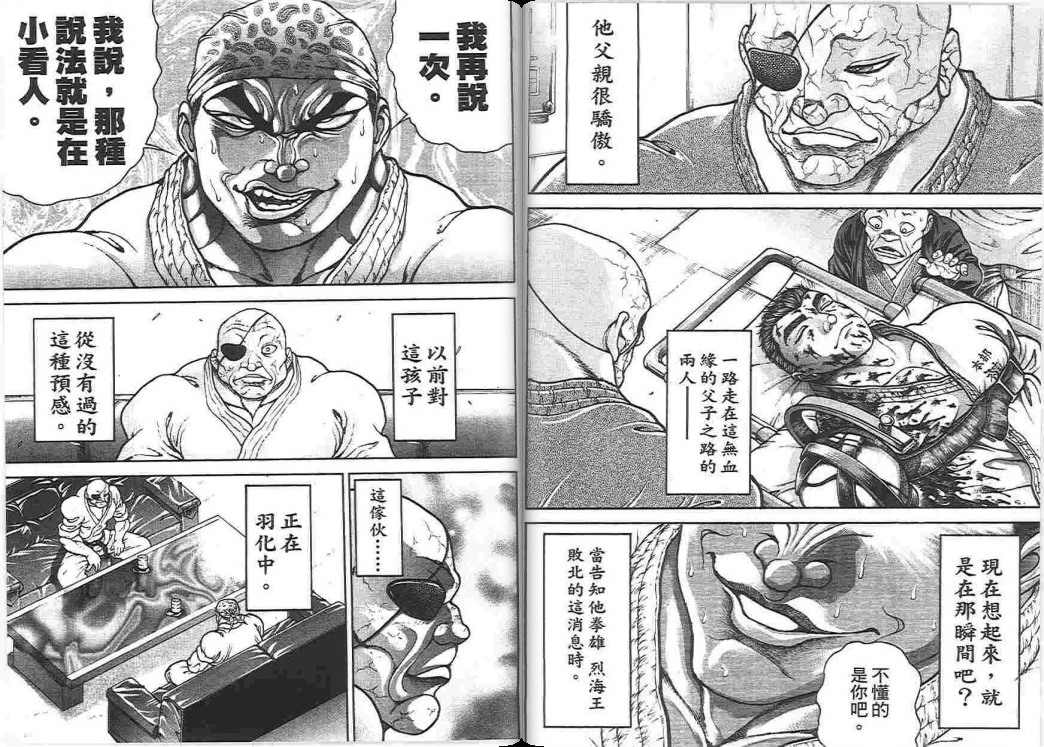 他父親很驕傲。
一路走在這無血
緣的父子之路的
兩人——
本部
現在想起來，就
是在那瞬間吧？
不懂的
是你吧。
當告知他拳雄 烈海王
敗北的這消息時。
我再說
一次。
我說，那種
說法就是在
小看人。
以前對
這孩子
從沒有過的
這種預感。
這傢伙……
正在
羽化中。